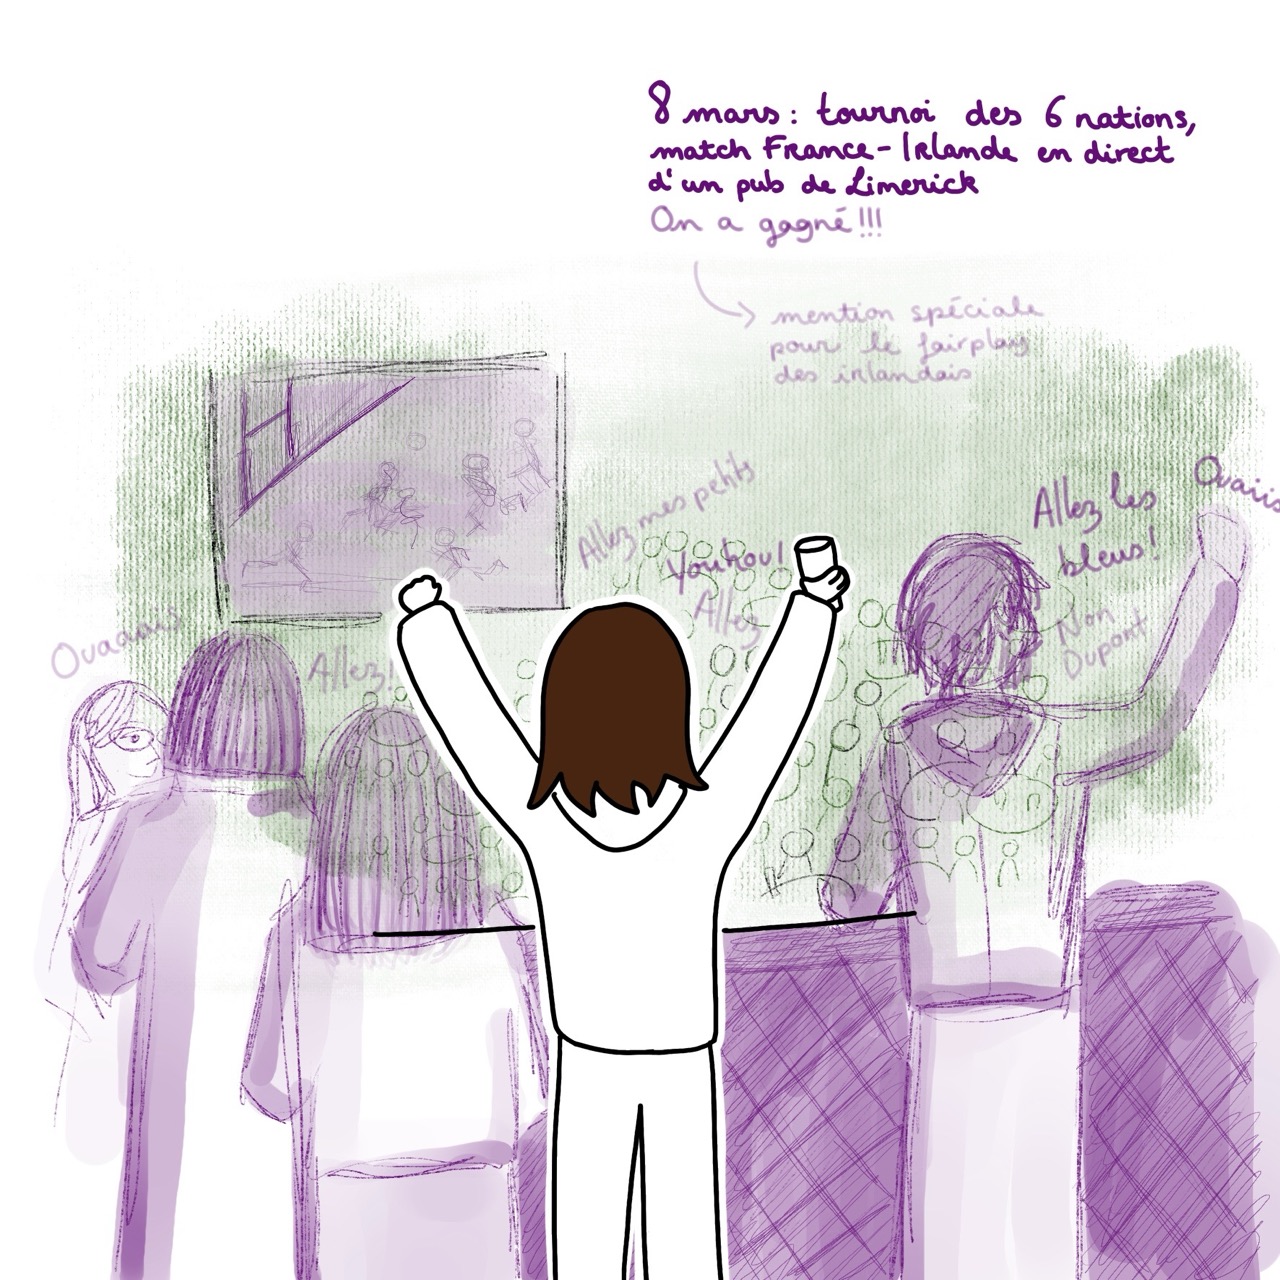 8 mars : tournoi des 6 nations,
match France-Irlande en direct
d'un pub de Limerick
On a gagné !!!
mention spéciale
pour le fairplay
des irlandais
Allez mes petits
Youhou !
Allez
Allez les
bleus !
Ouaiis
Non
Dupont
Ouaaais
Allez !